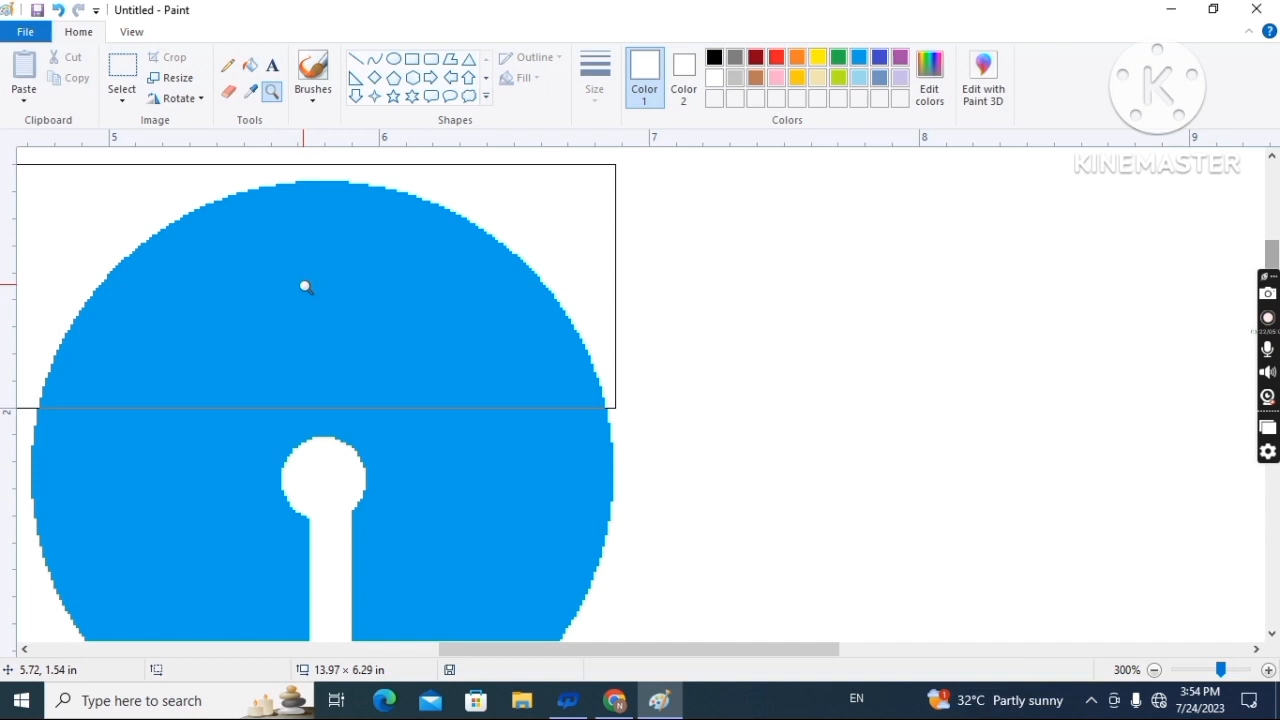 Untitled - Paint
File
Home
View
Paste
Cut
Copy
Clipboard
Select
Crop
Resize
Rotate
Image
A
Tools
Brushes
Outline
Fill
Shapes
Size
Color 1
Color 2
Edit colors
Edit with Paint 3D
Colors
K
KINEMASTER
5
6
7
8
9
2
5.72, 1.54 in
13.97 × 6.29 in
300%
Type here to search
N
EN
1
32°C Partly sunny
3:54 PM
7/24/2023